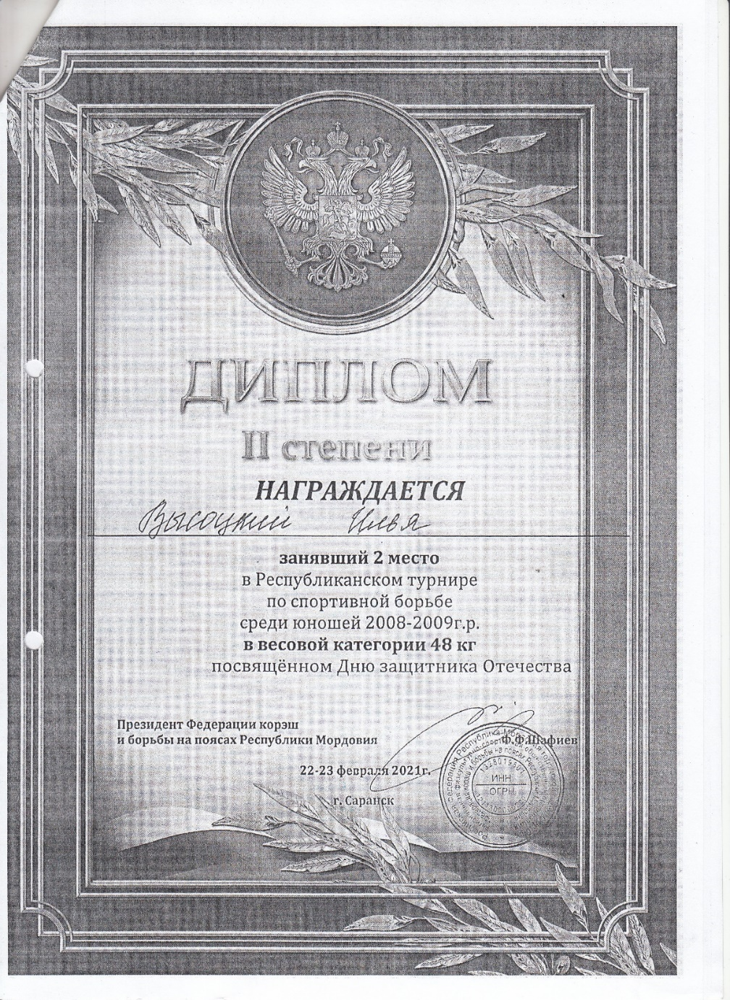 ДИПЛОМ
II степени
НАГРАЖДАЕТСЯ
Высоцкий Илья
занявший 2 место
в Республиканском турнире
по спортивной борьбе
среди юношей 2008-2009г.р.
в весовой категории 48 кг
посвящённом Дню защитника Отечества
Президент Федерации корэш
и борьбы на поясах Республики Мордовия
Ф.Ф.Шафиев
22-23 февраля 2021г.
г. Саранск
ИНН
ОГРН